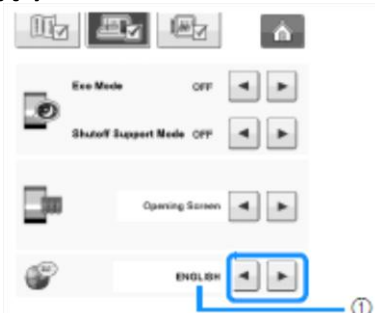 Eco Mode OFF
Shutoff Support Mode OFF
Opening Screen
ENGLISH
①